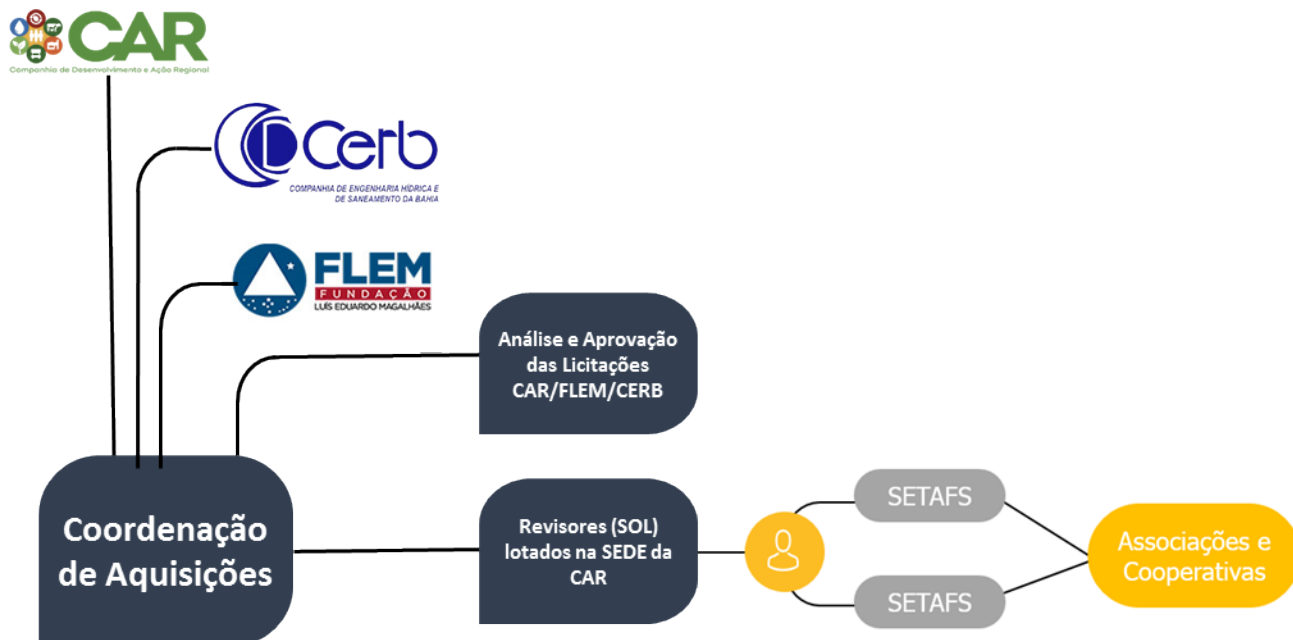 CAR
Companhia de Desenvolvimento e Ação Regional
Cerb
COMPANHIA DE ENGENHARIA HÍDRICA E
DE SANEAMENTO DA BAHIA
FLEM
FUNDAÇÃO
LUÍS EDUARDO MAGALHÃES
Análise e Aprovação
das Licitações
CAR/FLEM/CERB
Coordenação
de Aquisições
Revisores (SOL)
lotados na SEDE da
CAR
SETAFS
SETAFS
Associações e
Cooperativas